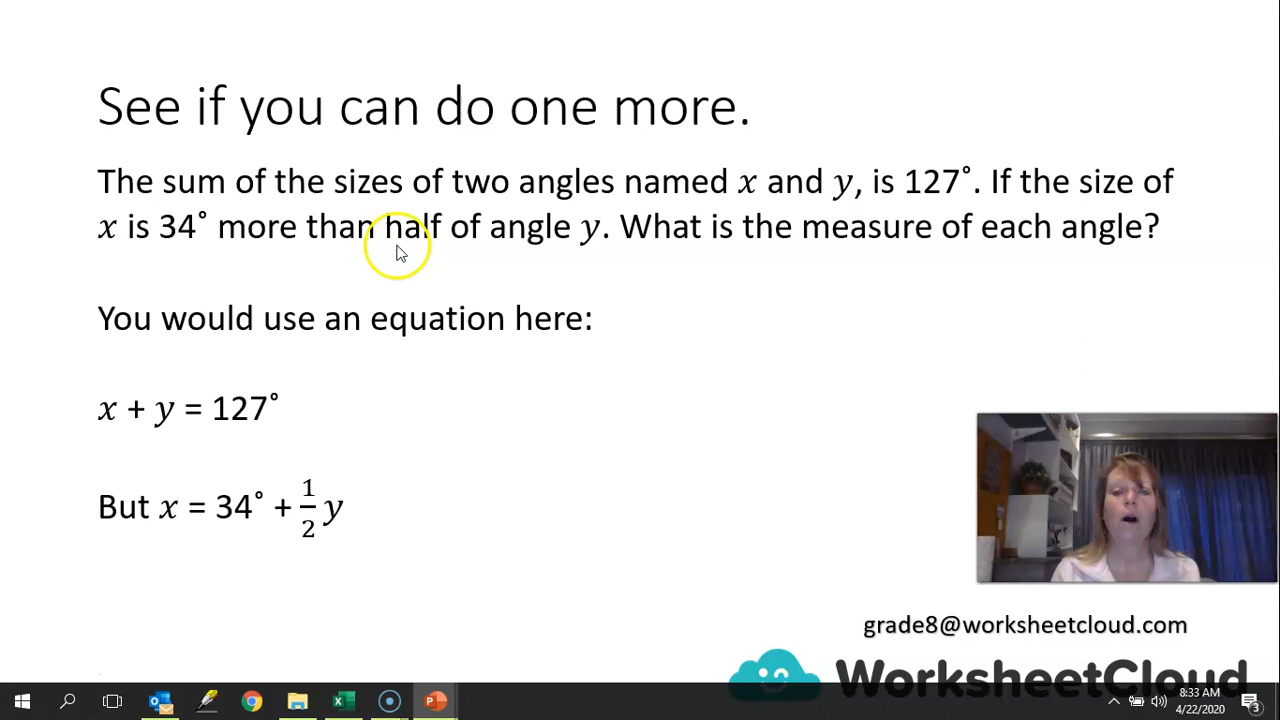 See if you can do one more.
The sum of the sizes of two angles named x and y, is 127°. If the size of
x is 34° more than half of angle y. What is the measure of each angle?
You would use an equation here:
x + y = 127°
But x = 34° + 1/2 y
grade8@worksheetcloud.com
WorksheetCloud
8:33 AM
4/22/2020
3